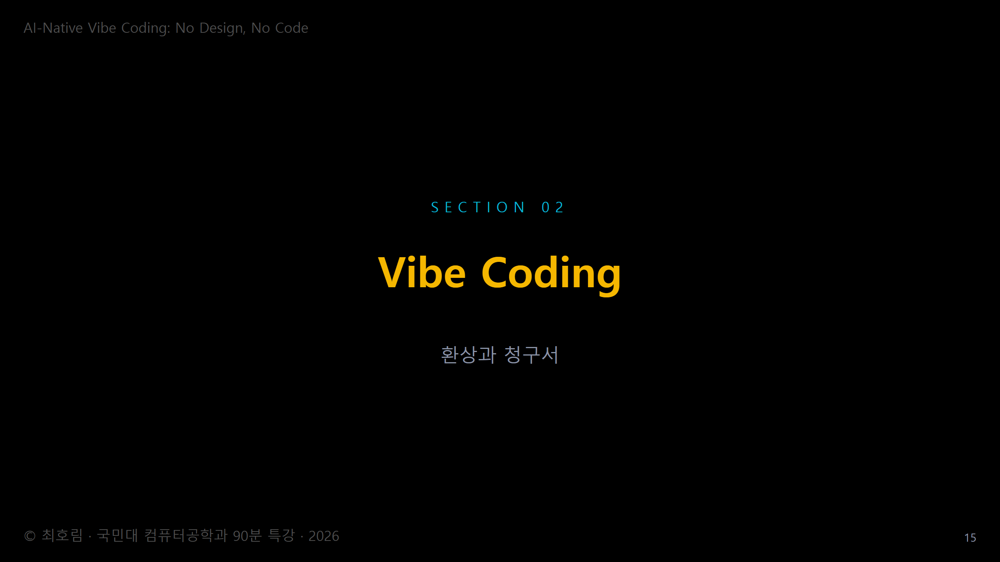 AI-Native Vibe Coding: No Design, No Code
SECTION 02
Vibe Coding
환상과 청구서
© 최호림 · 국민대 컴퓨터공학과 90분 특강 · 2026
15